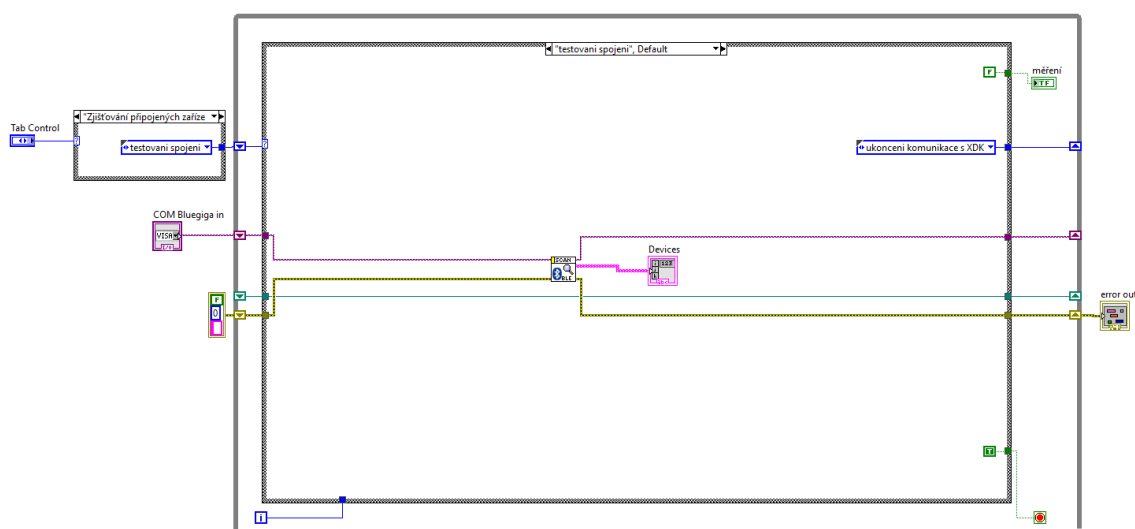 "testovani spojeni", Default
F
měření
TF
"Zjišťování připojených zaříze
Tab Control
testovani spojeni
ukonceni komunikace s XDK
COM Bluegiga in
VISA
I/O
Devices
SCAN
BLE
F
0
error out
T
i